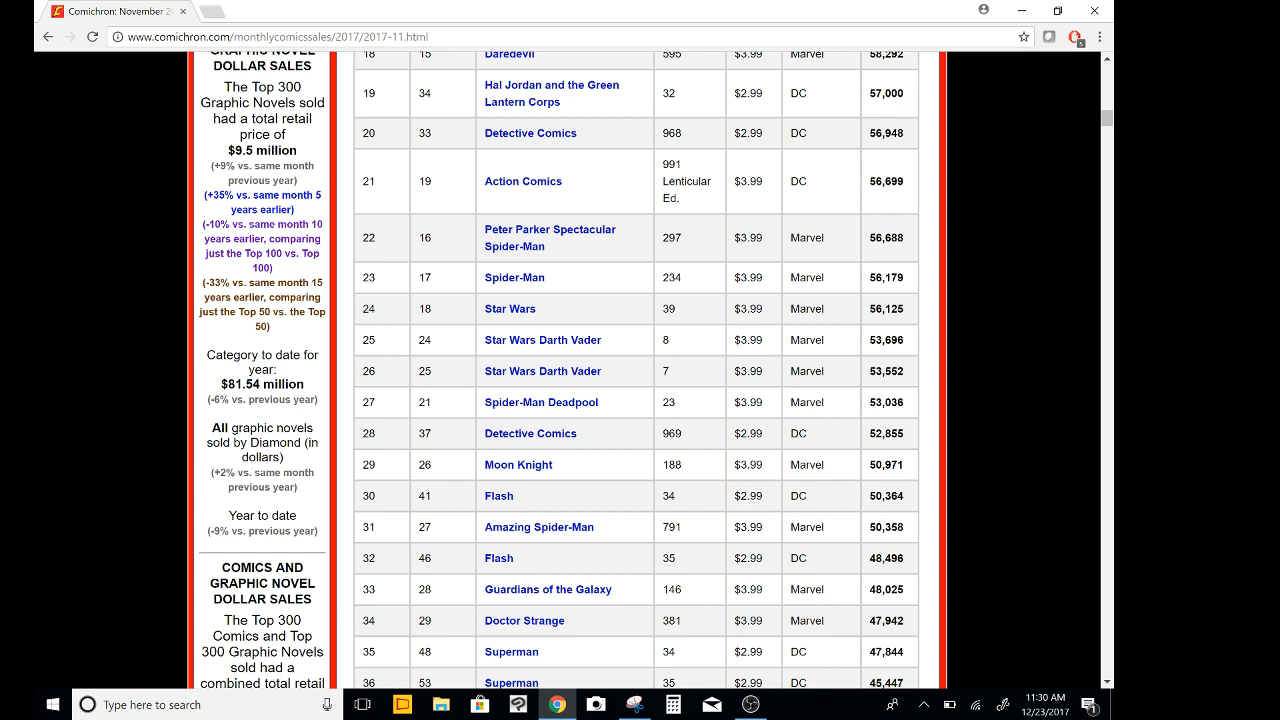 Comichron: November 2
www.comichron.com/monthlycomicssales/2017/2017-11.html
5
GRAPHIC NOVEL
DOLLAR SALES
The Top 300
Graphic Novels sold
had a total retail
price of
$9.5 million
(+9% vs. same month
previous year)
(+35% vs. same month 5
years earlier)
(-10% vs. same month 10
years earlier, comparing
just the Top 100 vs. Top
100)
(-33% vs. same month 15
years earlier, comparing
just the Top 50 vs. the Top
50)
Category to date for
year:
$81.54 million
(-6% vs. previous year)
All graphic novels
sold by Diamond (in
dollars)
(+2% vs. same month
previous year)
Year to date
(-9% vs. previous year)
COMICS AND
GRAPHIC NOVEL
DOLLAR SALES
The Top 300
Comics and Top
300 Graphic Novels
sold had a
combined total retail
18 15 Daredevil 595 $3.99 Marvel 58,292
19 34 Hal Jordan and the Green
Lantern Corps 32 $2.99 DC 57,000
20 33 Detective Comics 968 $2.99 DC 56,948
21 19 Action Comics 991
Lenticular
Ed. $3.99 DC 56,699
22 16 Peter Parker Spectacular
Spider-Man 297 $3.99 Marvel 56,688
23 17 Spider-Man 234 $3.99 Marvel 56,179
24 18 Star Wars 39 $3.99 Marvel 56,125
25 24 Star Wars Darth Vader 8 $3.99 Marvel 53,696
26 25 Star Wars Darth Vader 7 $3.99 Marvel 53,552
27 21 Spider-Man Deadpool 23 $3.99 Marvel 53,036
28 37 Detective Comics 969 $2.99 DC 52,855
29 26 Moon Knight 188 $3.99 Marvel 50,971
30 41 Flash 34 $2.99 DC 50,364
31 27 Amazing Spider-Man 791 $3.99 Marvel 50,358
32 46 Flash 35 $2.99 DC 48,496
33 28 Guardians of the Galaxy 146 $3.99 Marvel 48,025
34 29 Doctor Strange 381 $3.99 Marvel 47,942
35 48 Superman 34 $2.99 DC 47,844
36 53 Superman 35 $2.99 DC 45,447
Type here to search
11:30 AM
12/23/2017
1